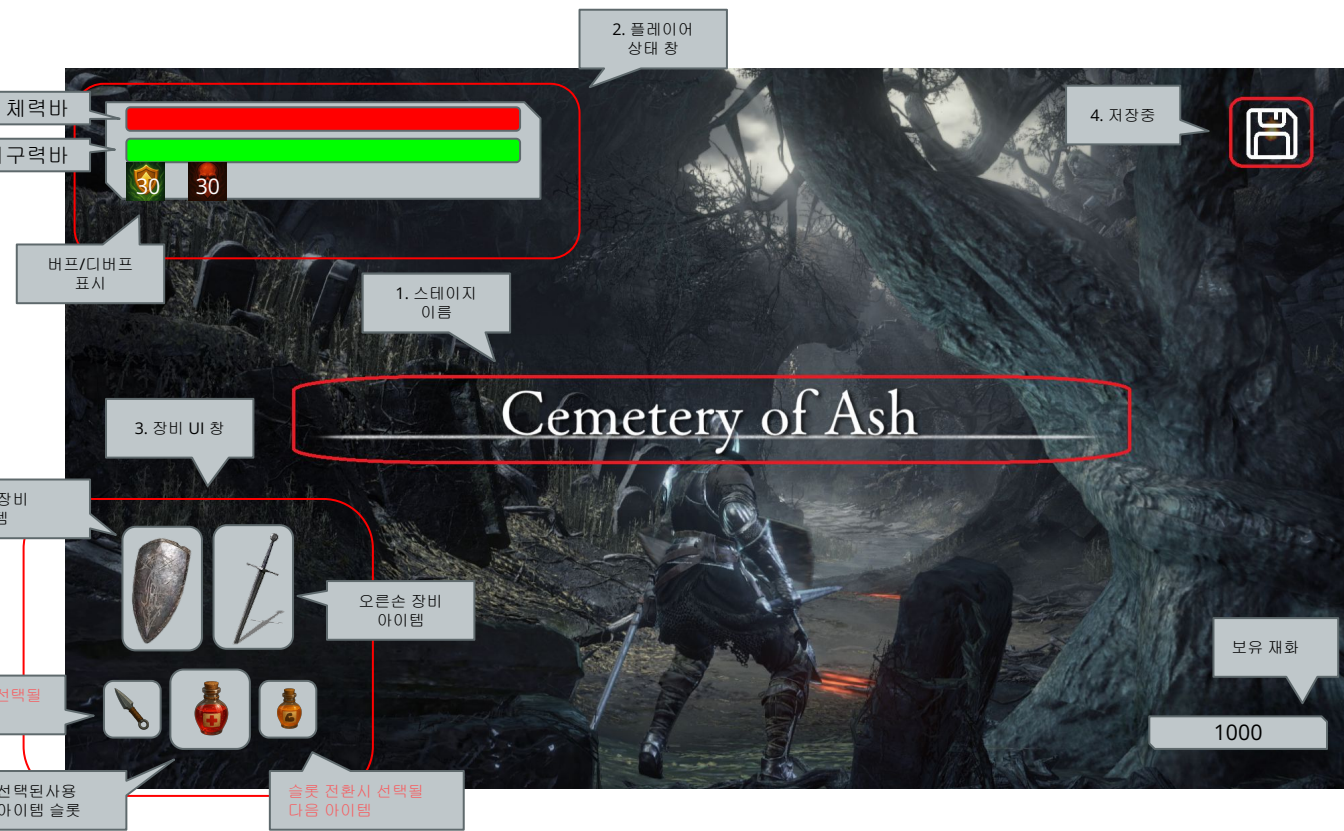 2. 플레이어
상태 창
체력바
구력바
30
30
4. 저장중
버프/디버프
표시
1. 스테이지
이름
Cemetery of Ash
3. 장비 UI 창
장비
오른손 장비
아이템
보유 재화
선택될
1000
선택된사용
아이템 슬롯
슬롯 전환시 선택될
다음 아이템